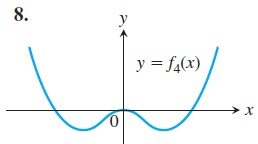 8.
y
y = f₄(x)
x
0